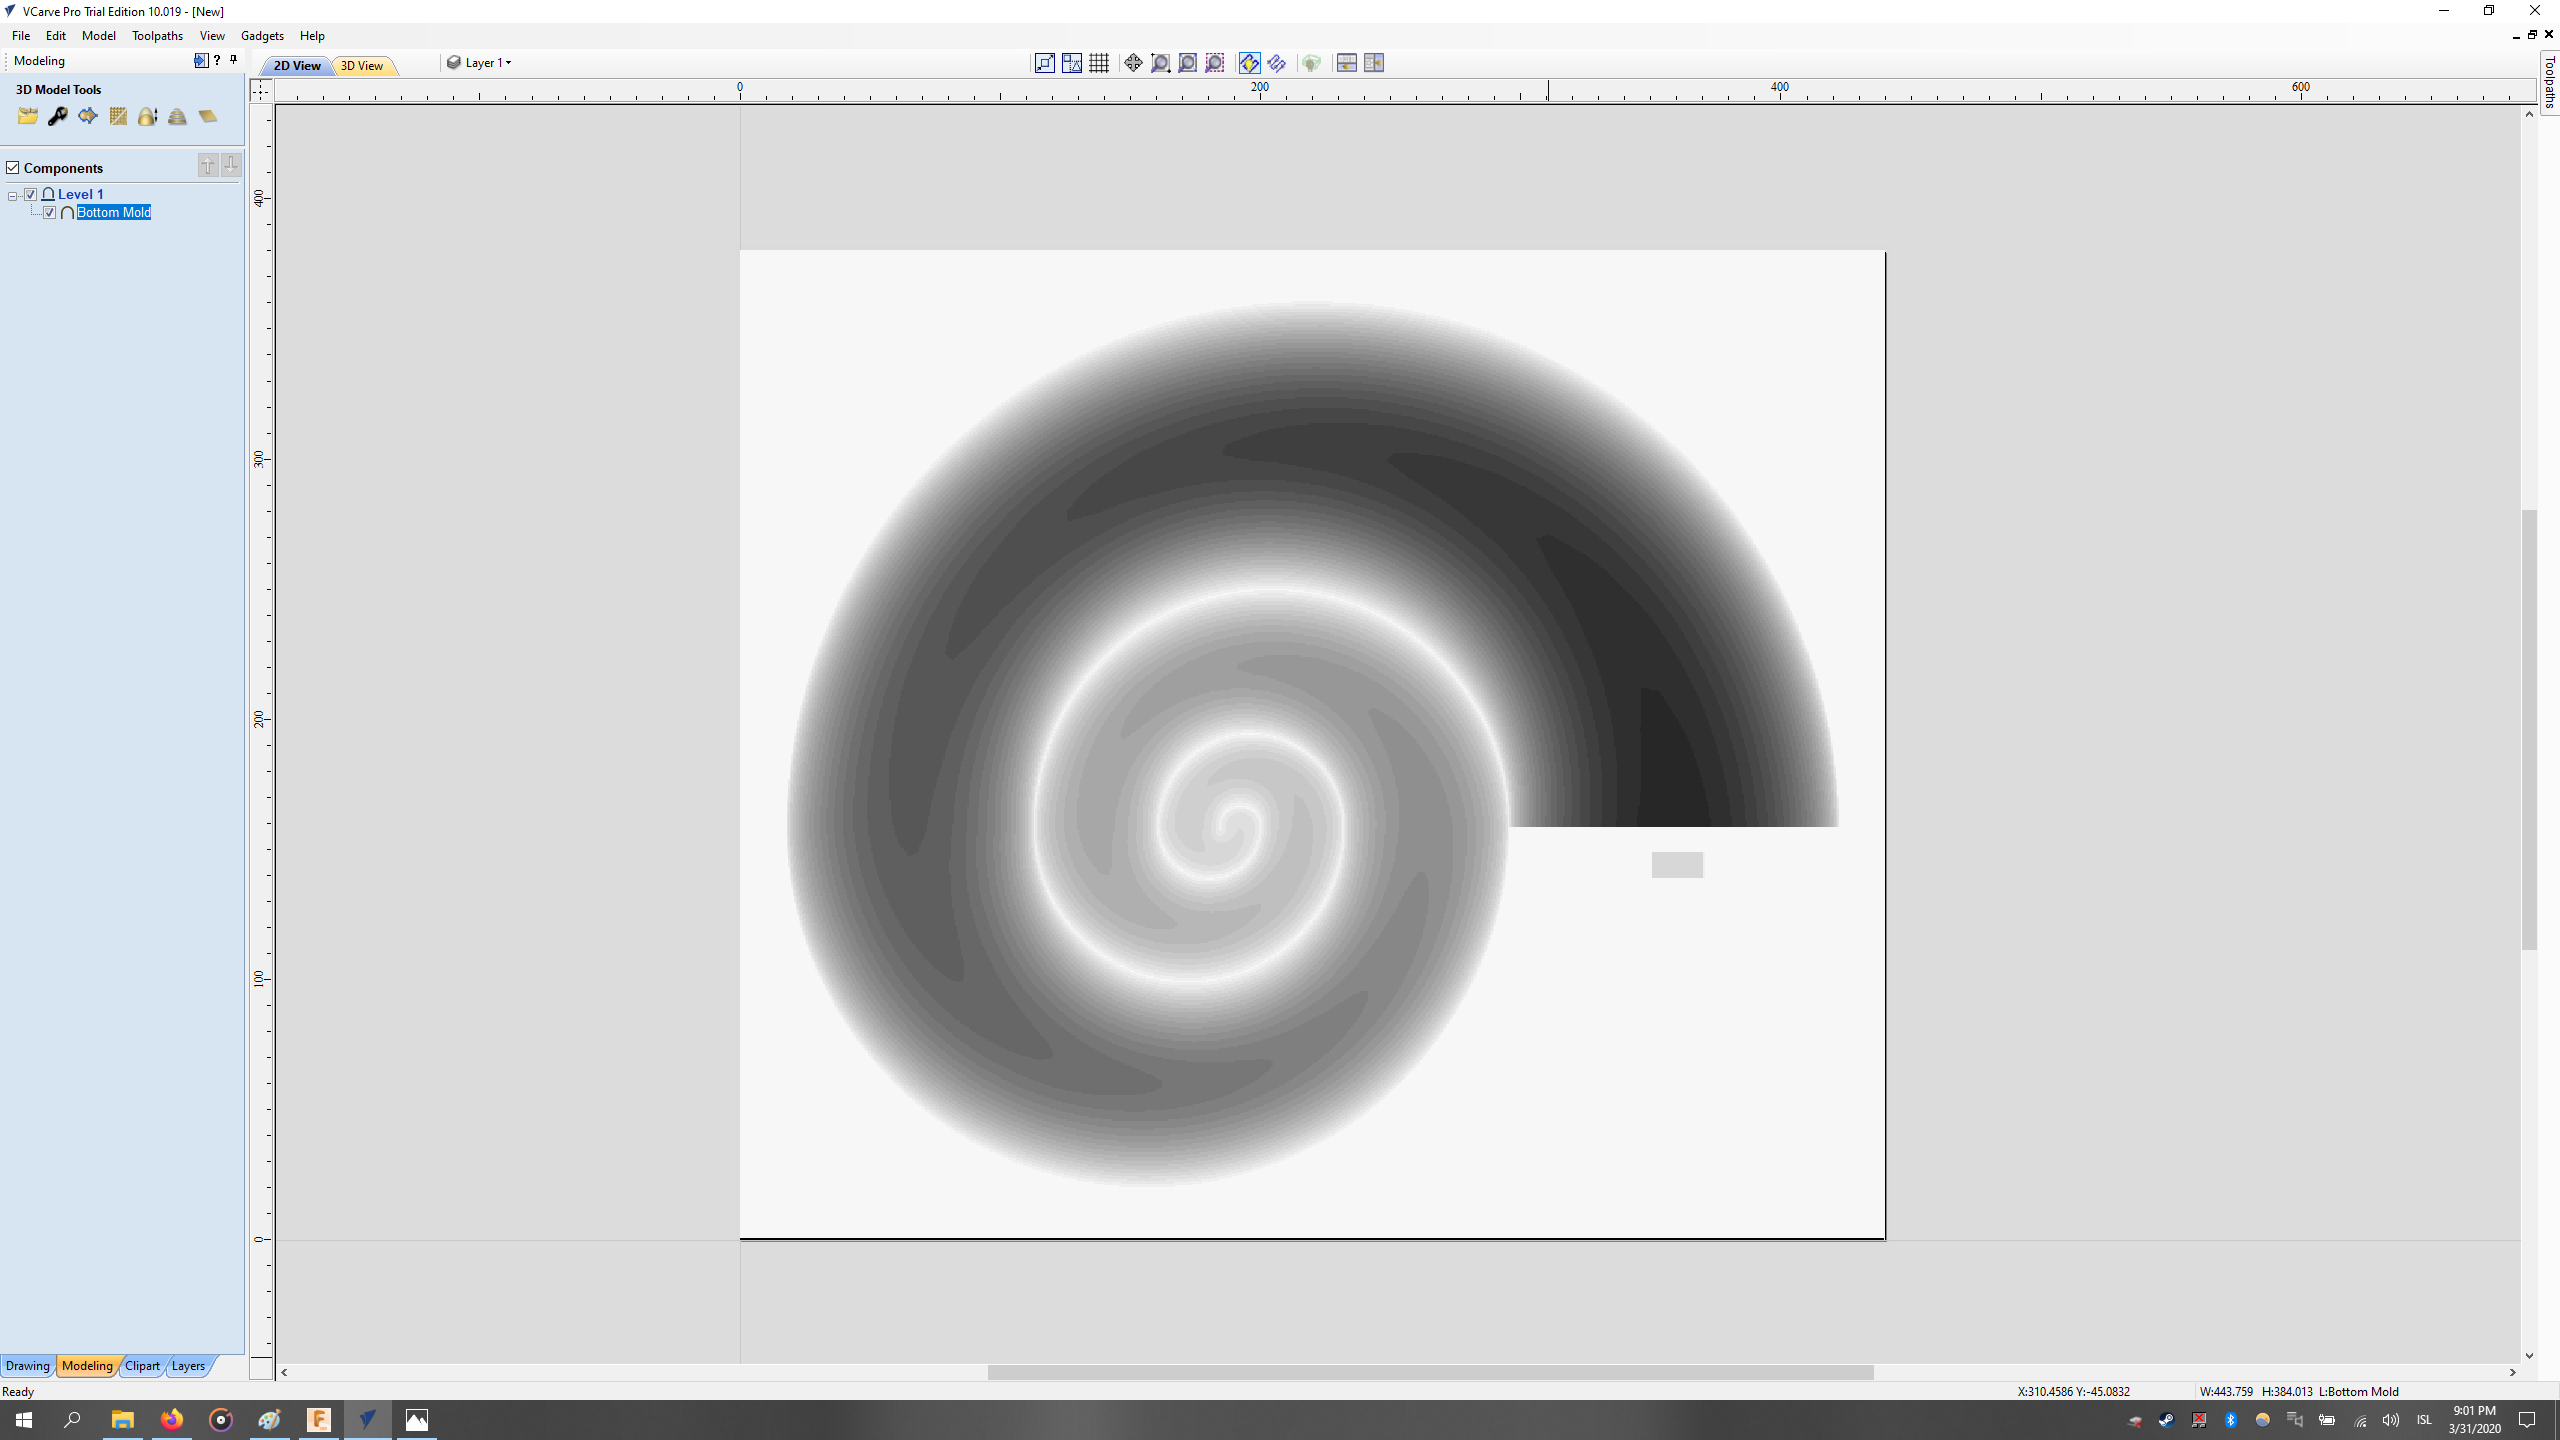 VCarve Pro Trial Edition 10.019 - [New]
File Edit Model Toolpaths View Gadgets Help
Modeling ?
2D View 3D View Layer 1
3D Model Tools
0 200 400 600
Toolpaths
Components
Level 1
Bottom Mold
400
300
200
100
0
Drawing Modeling Clipart Layers
Ready
X:310.4586 Y:-45.0832
W:443.759 H:384.013 L:Bottom Mold
ISL
9:01 PM
3/31/2020